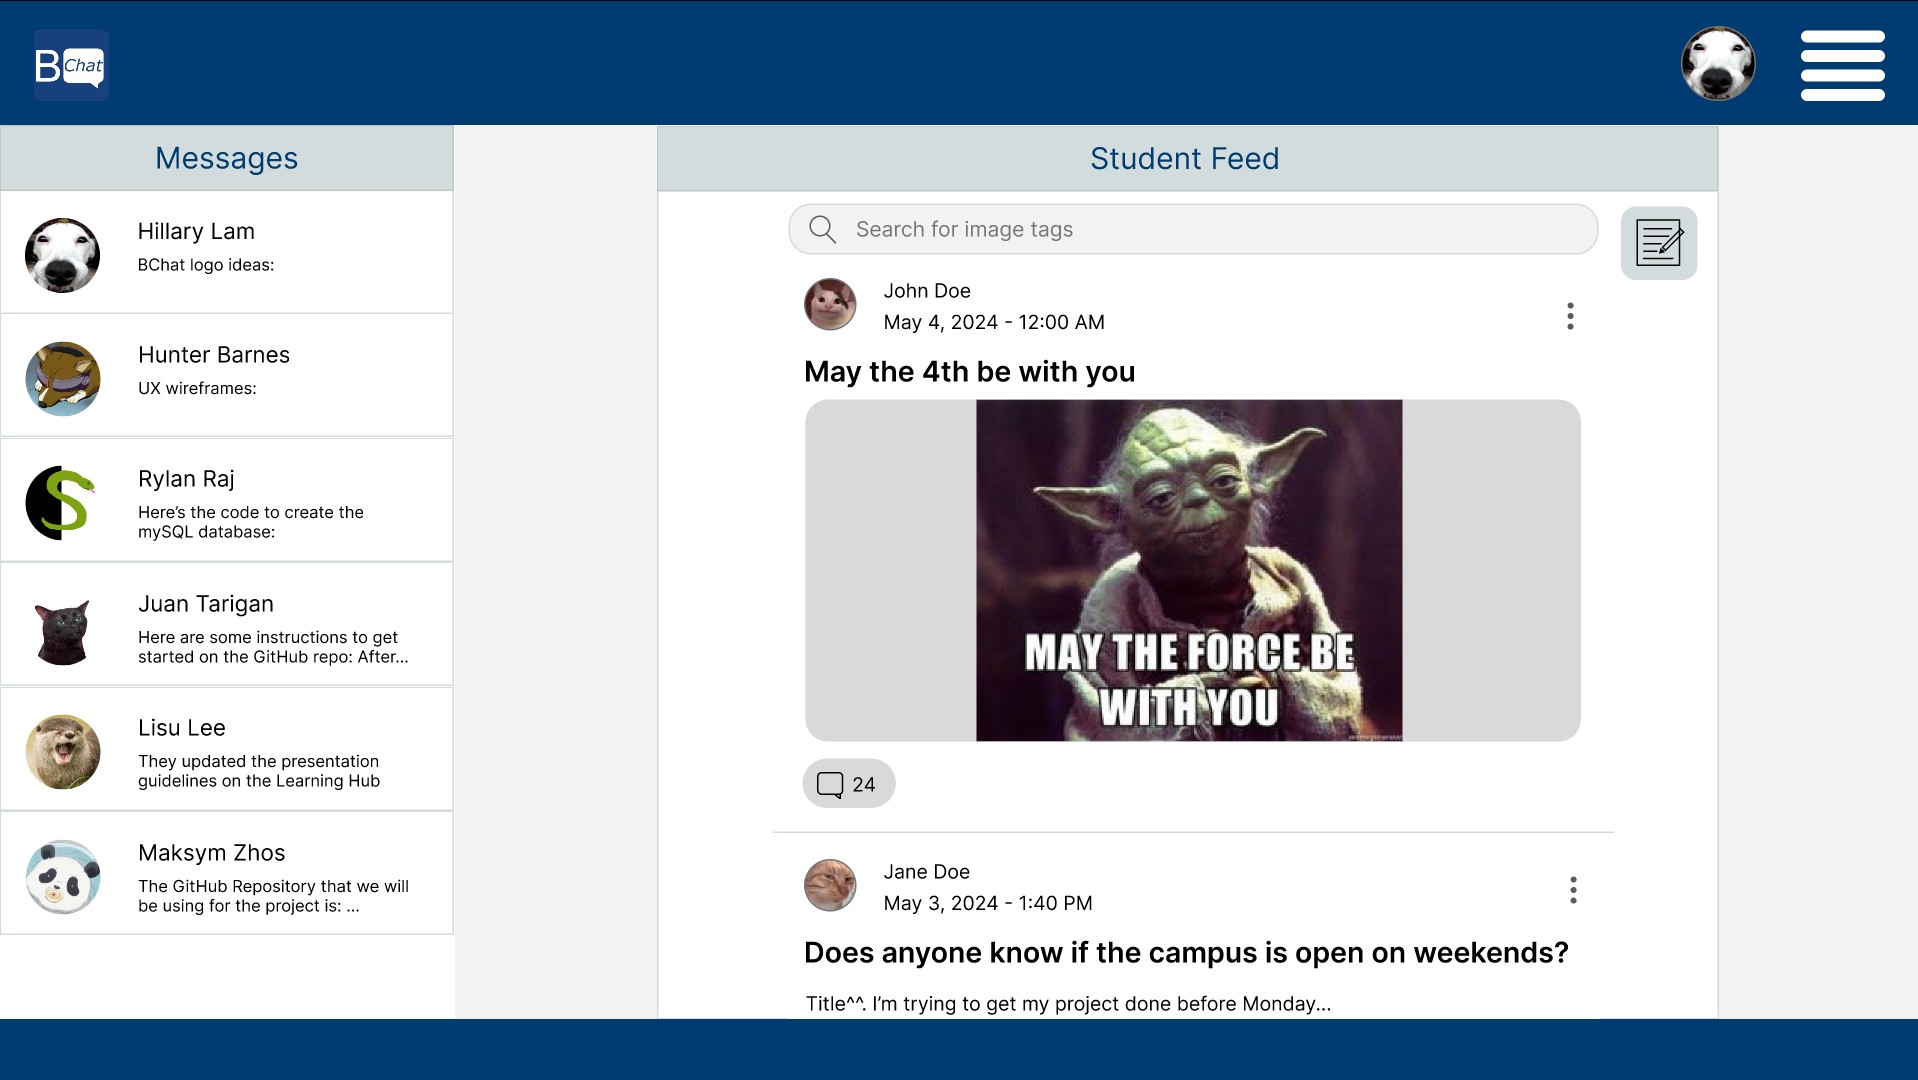 B Chat
Messages
Hillary Lam
BChat logo ideas:
Hunter Barnes
UX wireframes:
Rylan Raj
Here’s the code to create the
mySQL database:
Juan Tarigan
Here are some instructions to get
started on the GitHub repo: After...
Lisu Lee
They updated the presentation
guidelines on the Learning Hub
Maksym Zhos
The GitHub Repository that we will
be using for the project is: ...
Student Feed
Search for image tags
John Doe
May 4, 2024 - 12:00 AM
May the 4th be with you
MAY THE FORCE BE
WITH YOU
24
Jane Doe
May 3, 2024 - 1:40 PM
Does anyone know if the campus is open on weekends?
Title^^. I’m trying to get my project done before Monday...